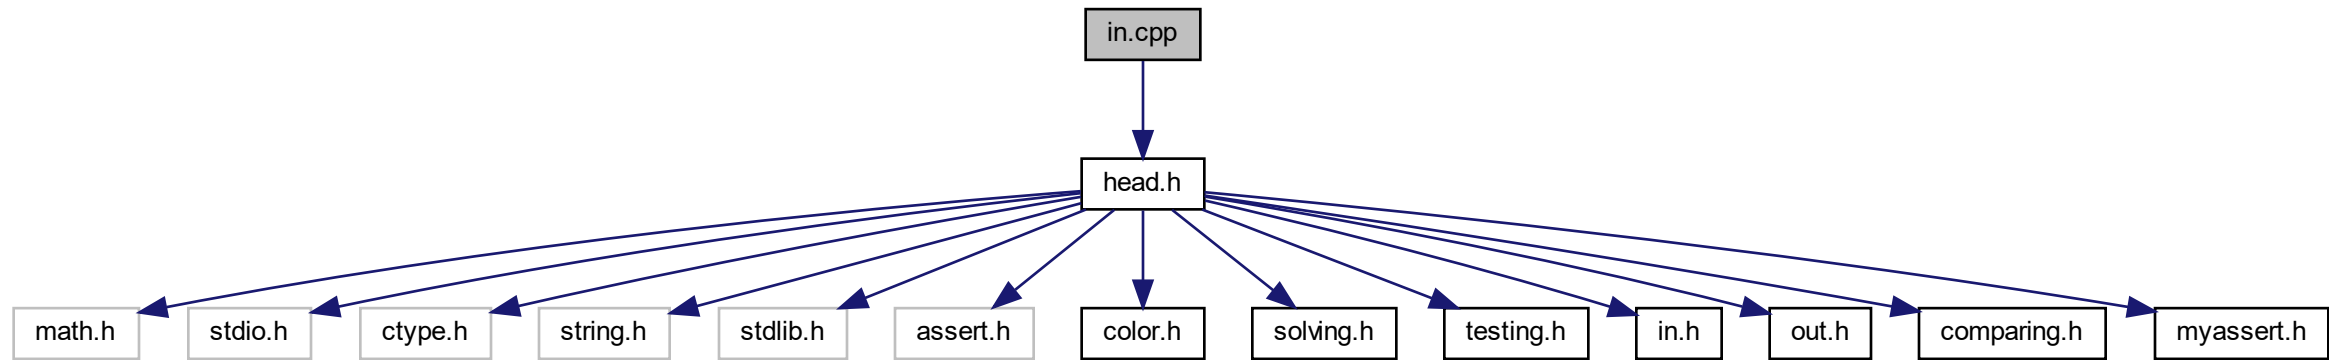 in.cpp
head.h
math.h
stdio.h
ctype.h
string.h
stdlib.h
assert.h
color.h
solving.h
testing.h
in.h
out.h
comparing.h
myassert.h